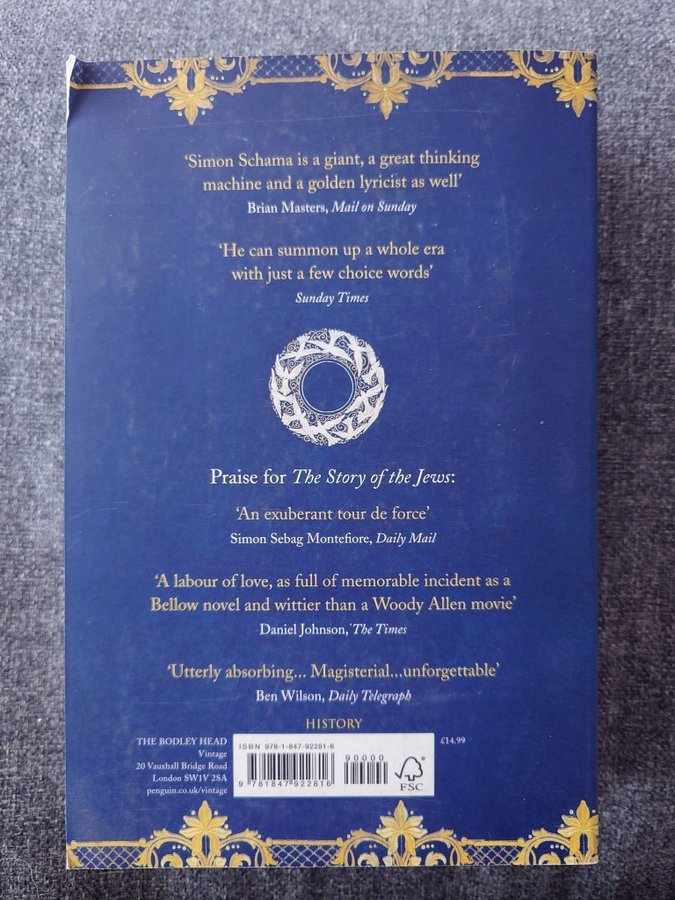 ‘Simon Schama is a giant, a great thinking
machine and a golden lyricist as well’
Brian Masters, Mail on Sunday
‘He can summon up a whole era
with just a few choice words’
Sunday Times
Praise for The Story of the Jews:
‘An exuberant tour de force’
Simon Sebag Montefiore, Daily Mail
‘A labour of love, as full of memorable incident as a
Bellow novel and wittier than a Woody Allen movie’
Daniel Johnson, The Times
‘Utterly absorbing... Magisterial...unforgettable’
Ben Wilson, Daily Telegraph
HISTORY
THE BODLEY HEAD
Vintage
20 Vauxhall Bridge Road
London SW1V 2SA
penguin.co.uk/vintage
ISBN 978-1-847-92281-6
90000
9 781847 922816
FSC
£14.99